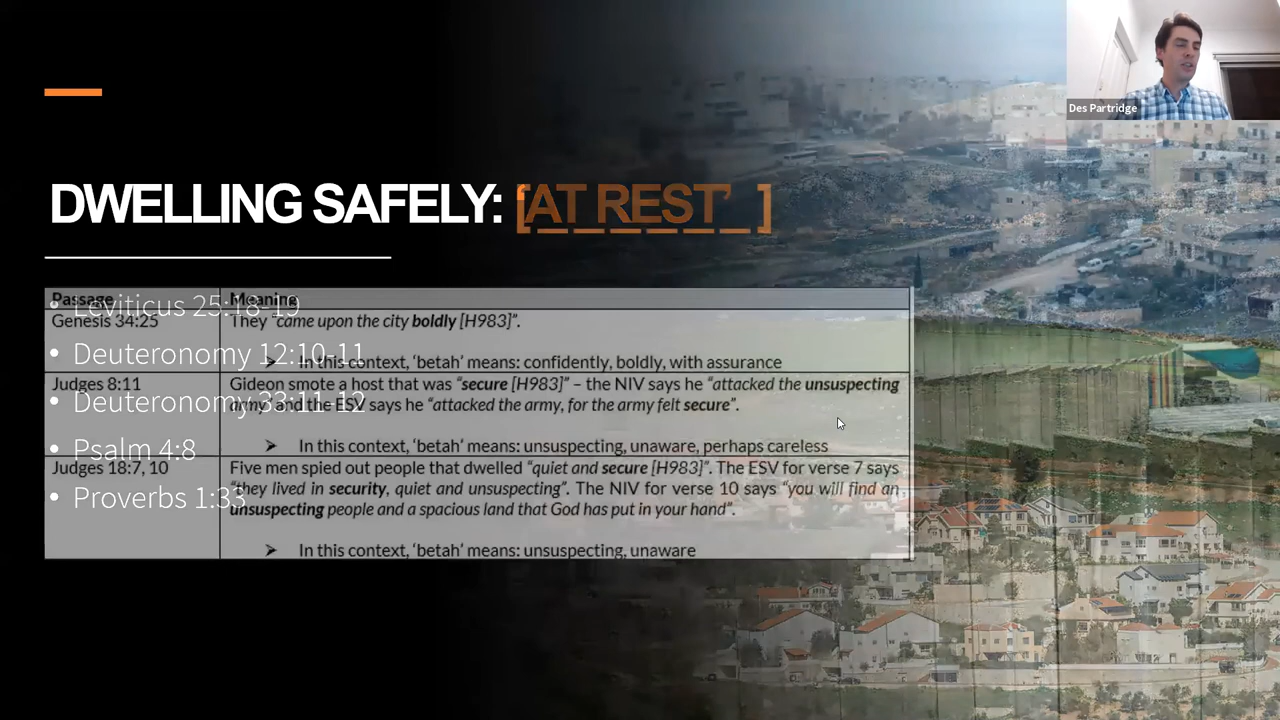 Des Partridge
DWELLING SAFELY: [‘AT REST’ ]
Passage
Meaning
Genesis 34:25
They “came upon the city boldly [H983]”.
➢ In this context, ‘betah’ means: confidently, boldly, with assurance
Judges 8:11
Gideon smote a host that was “secure [H983]” – the NIV says he “attacked the unsuspecting
army” and the ESV says he “attacked the army, for the army felt secure”.
➢ In this context, ‘betah’ means: unsuspecting, unaware, perhaps careless
Judges 18:7, 10
Five men spied out people that dwelled “quiet and secure [H983]”. The ESV for verse 7 says
“they lived in security, quiet and unsuspecting”. The NIV for verse 10 says “you will find an
unsuspecting people and a spacious land that God has put in your hand”.
➢ In this context, ‘betah’ means: unsuspecting, unaware
• Leviticus 25:18-19
• Deuteronomy 12:10-11
• Deuteronomy 33:11-12
• Psalm 4:8
• Proverbs 1:33